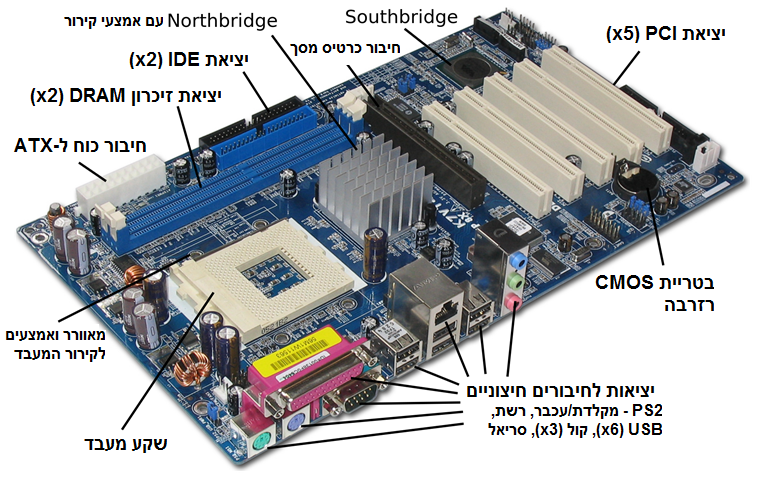 Northbridge עם אמצעי קירור
Southbridge
חיבור כרטיס מסך
יציאת PCI (x5)
יציאת IDE (x2)
יציאת זיכרון DRAM (x2)
חיבור כוח ל-ATX
בטריית CMOS
רזרבה
מאוורר ואמצעים
לקירור המעבד
שקע מעבד
יציאות לחיבורים חיצוניים
PS2 - מקלדת/עכבר, רשת,
USB (x6), קול (x3), סריאל
K7V